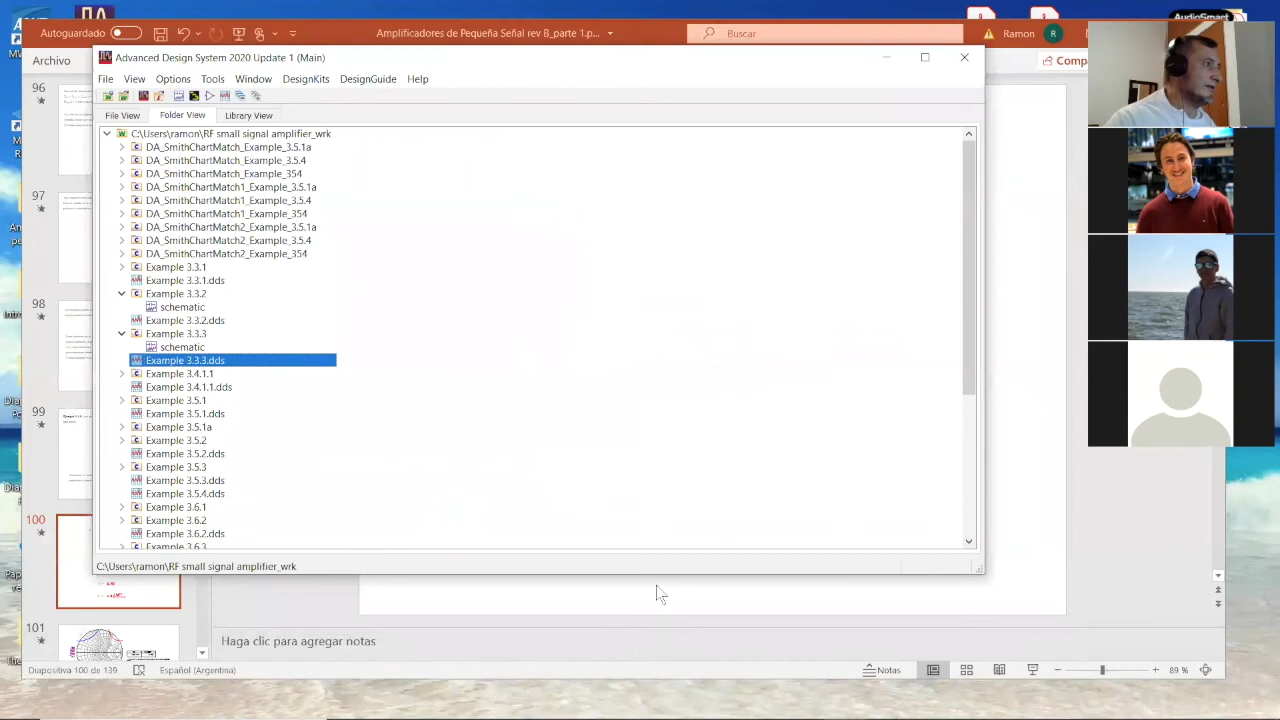 AudioSmart
Autoguardado
Amplificadores de Pequeña Señal rev B_parte 1.p...
Buscar
Ramon
R
Archivo
Comp
Advanced Design System 2020 Update 1 (Main)
File View Options Tools Window DesignKits DesignGuide Help
File View Folder View Library View
C:\Users\ramon\RF small signal amplifier_wrk
DA_SmithChartMatch_Example_3.5.1a
DA_SmithChartMatch_Example_3.5.4
DA_SmithChartMatch_Example_354
DA_SmithChartMatch1_Example_3.5.1a
DA_SmithChartMatch1_Example_3.5.4
DA_SmithChartMatch1_Example_354
DA_SmithChartMatch2_Example_3.5.1a
DA_SmithChartMatch2_Example_3.5.4
DA_SmithChartMatch2_Example_354
Example 3.3.1
Example 3.3.1.dds
Example 3.3.2
schematic
Example 3.3.2.dds
Example 3.3.3
schematic
Example 3.3.3.dds
Example 3.4.1.1
Example 3.4.1.1.dds
Example 3.5.1
Example 3.5.1.dds
Example 3.5.1a
Example 3.5.2
Example 3.5.2.dds
Example 3.5.3
Example 3.5.3.dds
Example 3.5.4.dds
Example 3.6.1
Example 3.6.2
Example 3.6.2.dds
Example 3.6.3
C:\Users\ramon\RF small signal amplifier_wrk
96
97
98
99
100
101
Haga clic para agregar notas
Diapositiva 100 de 139
Español (Argentina)
Notas
89 %